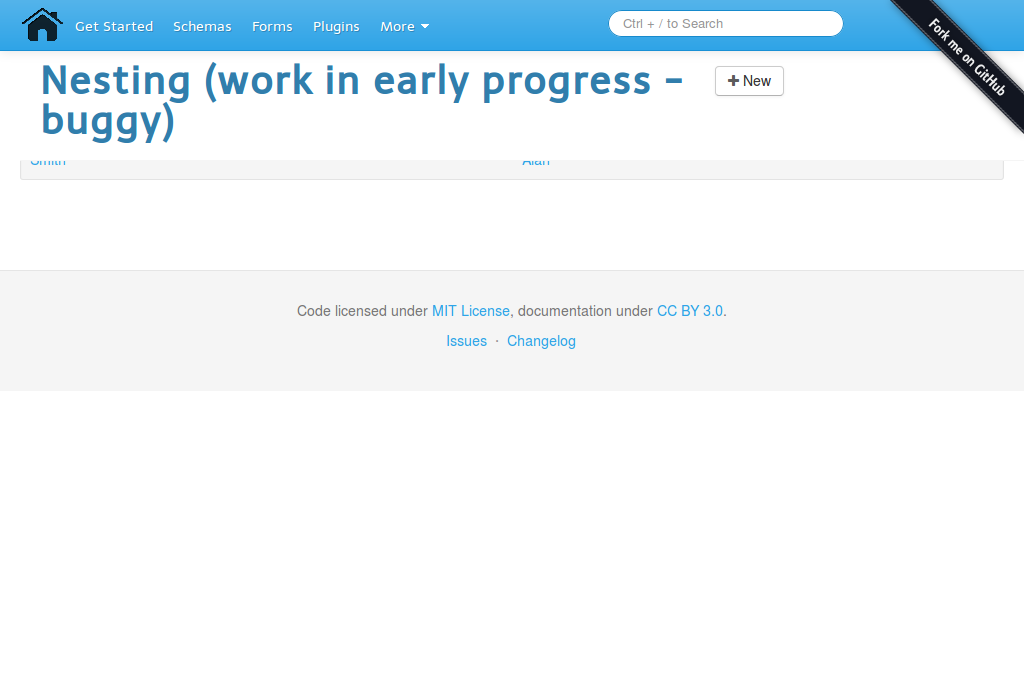 Get Started Schemas Forms Plugins More Ctrl + / to Search
Fork me on GitHub
Nesting (work in early progress -
buggy)
New
Smith Alan
Code licensed under MIT License, documentation under CC BY 3.0.
Issues · Changelog